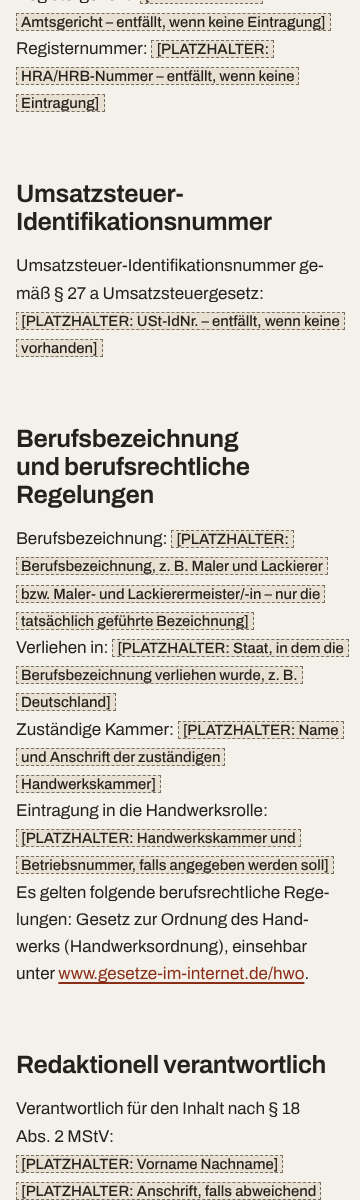 Amtsgericht – entfällt, wenn keine Eintragung]
Registernummer: [PLATZHALTER:
HRA/HRB-Nummer – entfällt, wenn keine
Eintragung]
Umsatzsteuer-
Identifikationsnummer
Umsatzsteuer-Identifikationsnummer ge-
mäß § 27 a Umsatzsteuergesetz:
[PLATZHALTER: USt-IdNr. – entfällt, wenn keine
vorhanden]
Berufsbezeichnung
und berufsrechtliche
Regelungen
Berufsbezeichnung: [PLATZHALTER:
Berufsbezeichnung, z. B. Maler und Lackierer
bzw. Maler- und Lackierermeister/-in – nur die
tatsächlich geführte Bezeichnung]
Verliehen in: [PLATZHALTER: Staat, in dem die
Berufsbezeichnung verliehen wurde, z. B.
Deutschland]
Zuständige Kammer: [PLATZHALTER: Name
und Anschrift der zuständigen
Handwerkskammer]
Eintragung in die Handwerksrolle:
[PLATZHALTER: Handwerkskammer und
Betriebsnummer, falls angegeben werden soll]
Es gelten folgende berufsrechtliche Rege-
lungen: Gesetz zur Ordnung des Hand-
werks (Handwerksordnung), einsehbar
unter www.gesetze-im-internet.de/hwo.
Redaktionell verantwortlich
Verantwortlich für den Inhalt nach § 18
Abs. 2 MStV:
[PLATZHALTER: Vorname Nachname]
[PLATZHALTER: Anschrift, falls abweichend